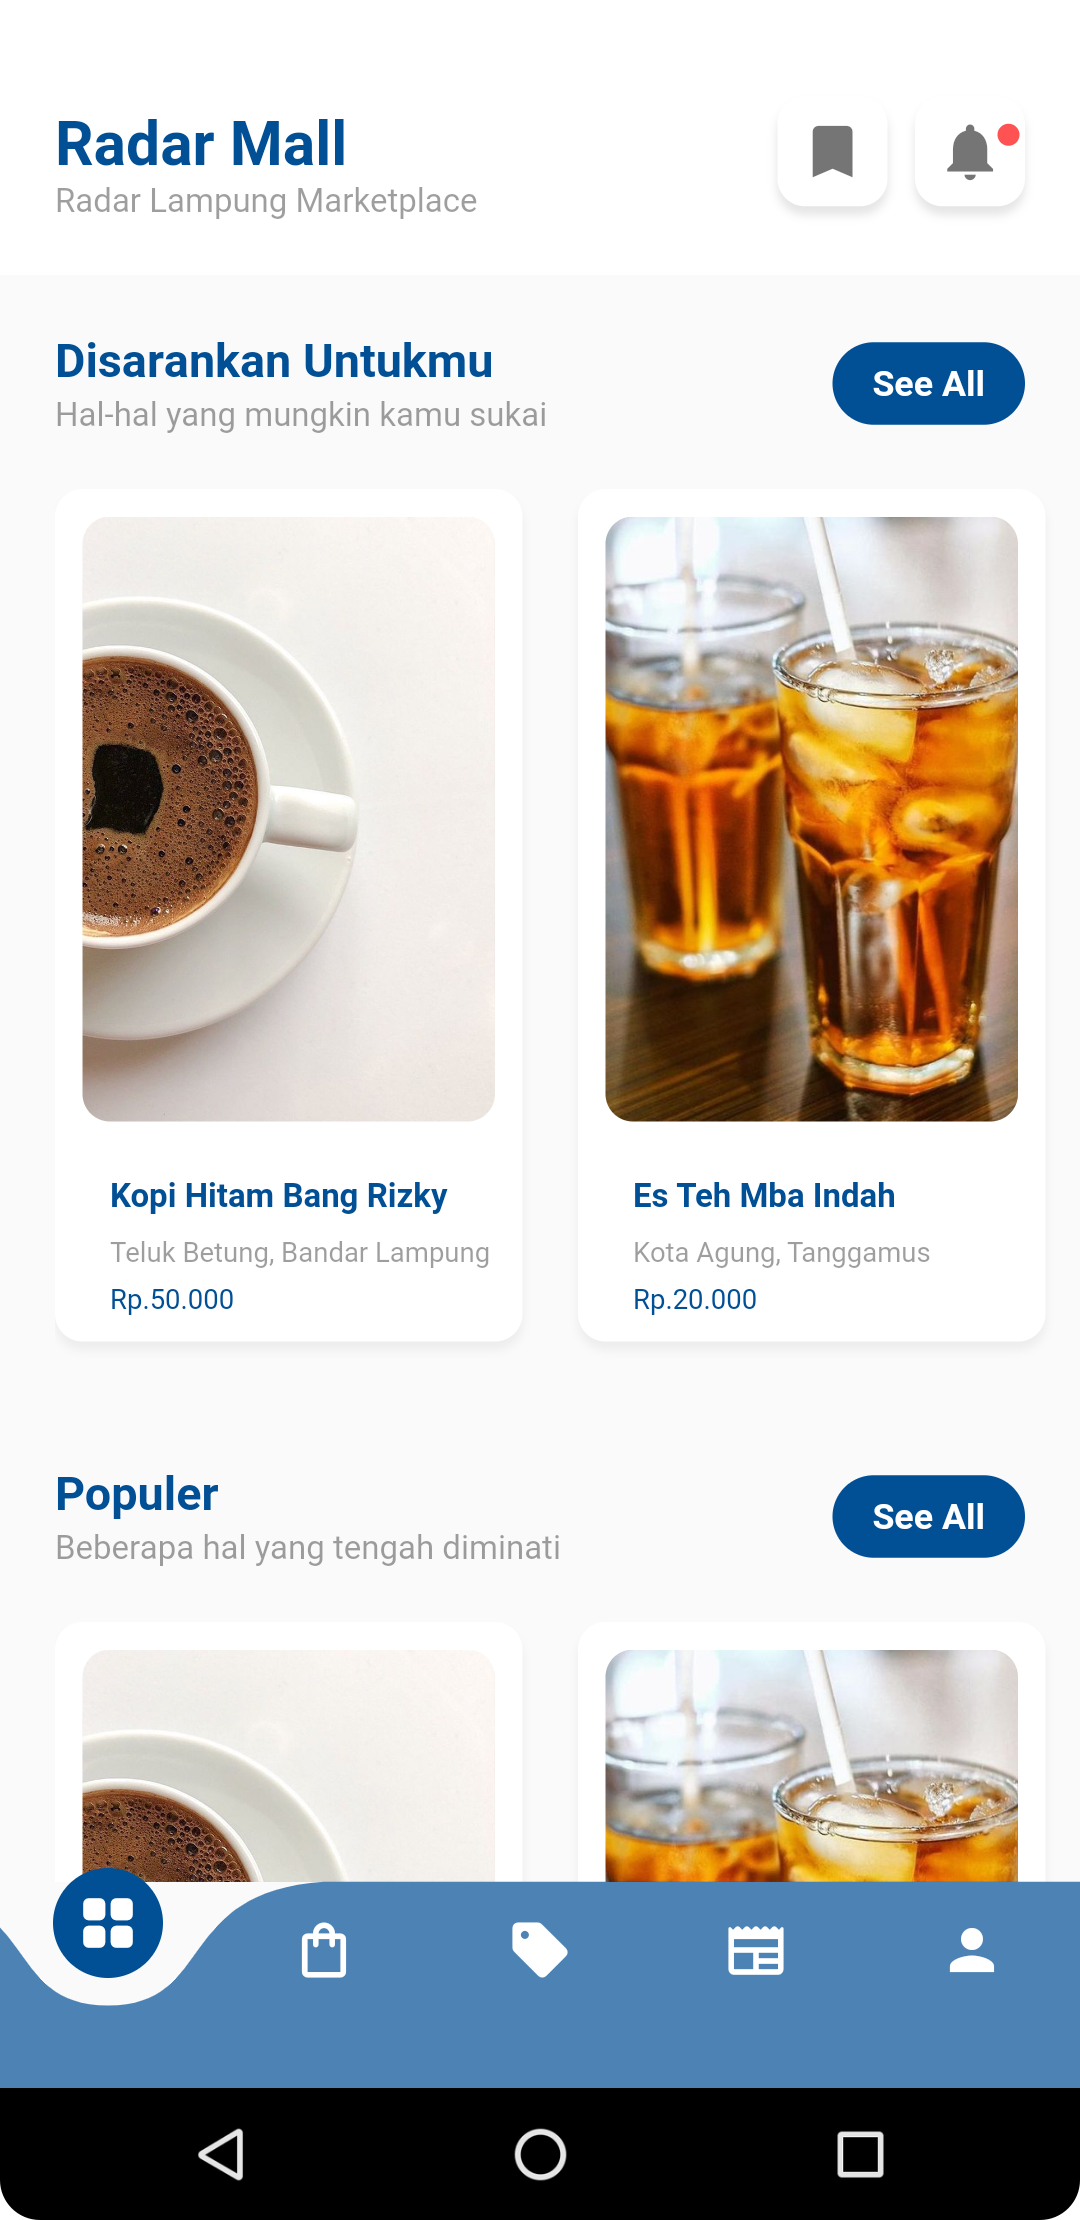 Radar Mall
Radar Lampung Marketplace
Disarankan Untukmu
Hal-hal yang mungkin kamu sukai
See All
Kopi Hitam Bang Rizky
Teluk Betung, Bandar Lampung
Rp.50.000
Es Teh Mba Indah
Kota Agung, Tanggamus
Rp.20.000
Populer
Beberapa hal yang tengah diminati
See All